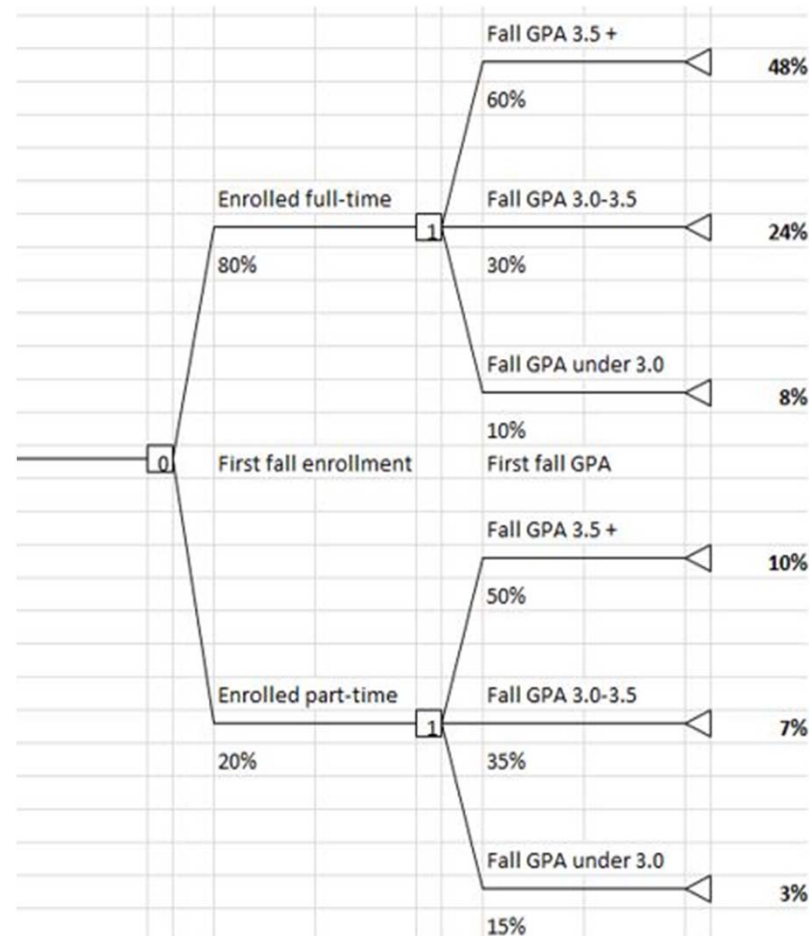 Fall GPA 3.5 +
48%
60%
Enrolled full-time
Fall GPA 3.0-3.5
1
24%
80%
30%
Fall GPA under 3.0
8%
10%
0
First fall enrollment
First fall GPA
Fall GPA 3.5 +
10%
50%
Enrolled part-time
Fall GPA 3.0-3.5
1
7%
20%
35%
Fall GPA under 3.0
3%
15%